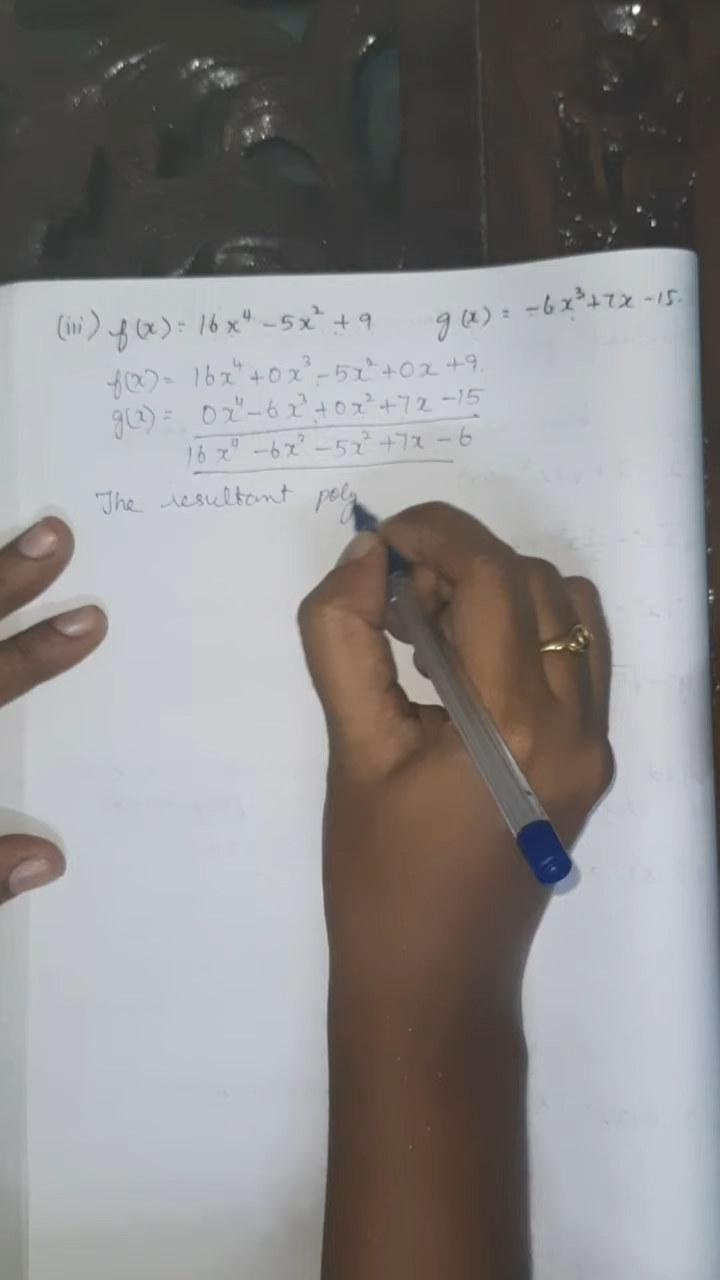 (iii) f(x) = 16x⁴ - 5x² + 9 g(x) = -6x³ + 7x - 15.
f(x) = 16x⁴ + 0x³ - 5x² + 0x + 9
g(x) = 0x⁴ - 6x³ + 0x² + 7x - 15
16x⁴ - 6x³ - 5x² + 7x - 6
The resultant poly